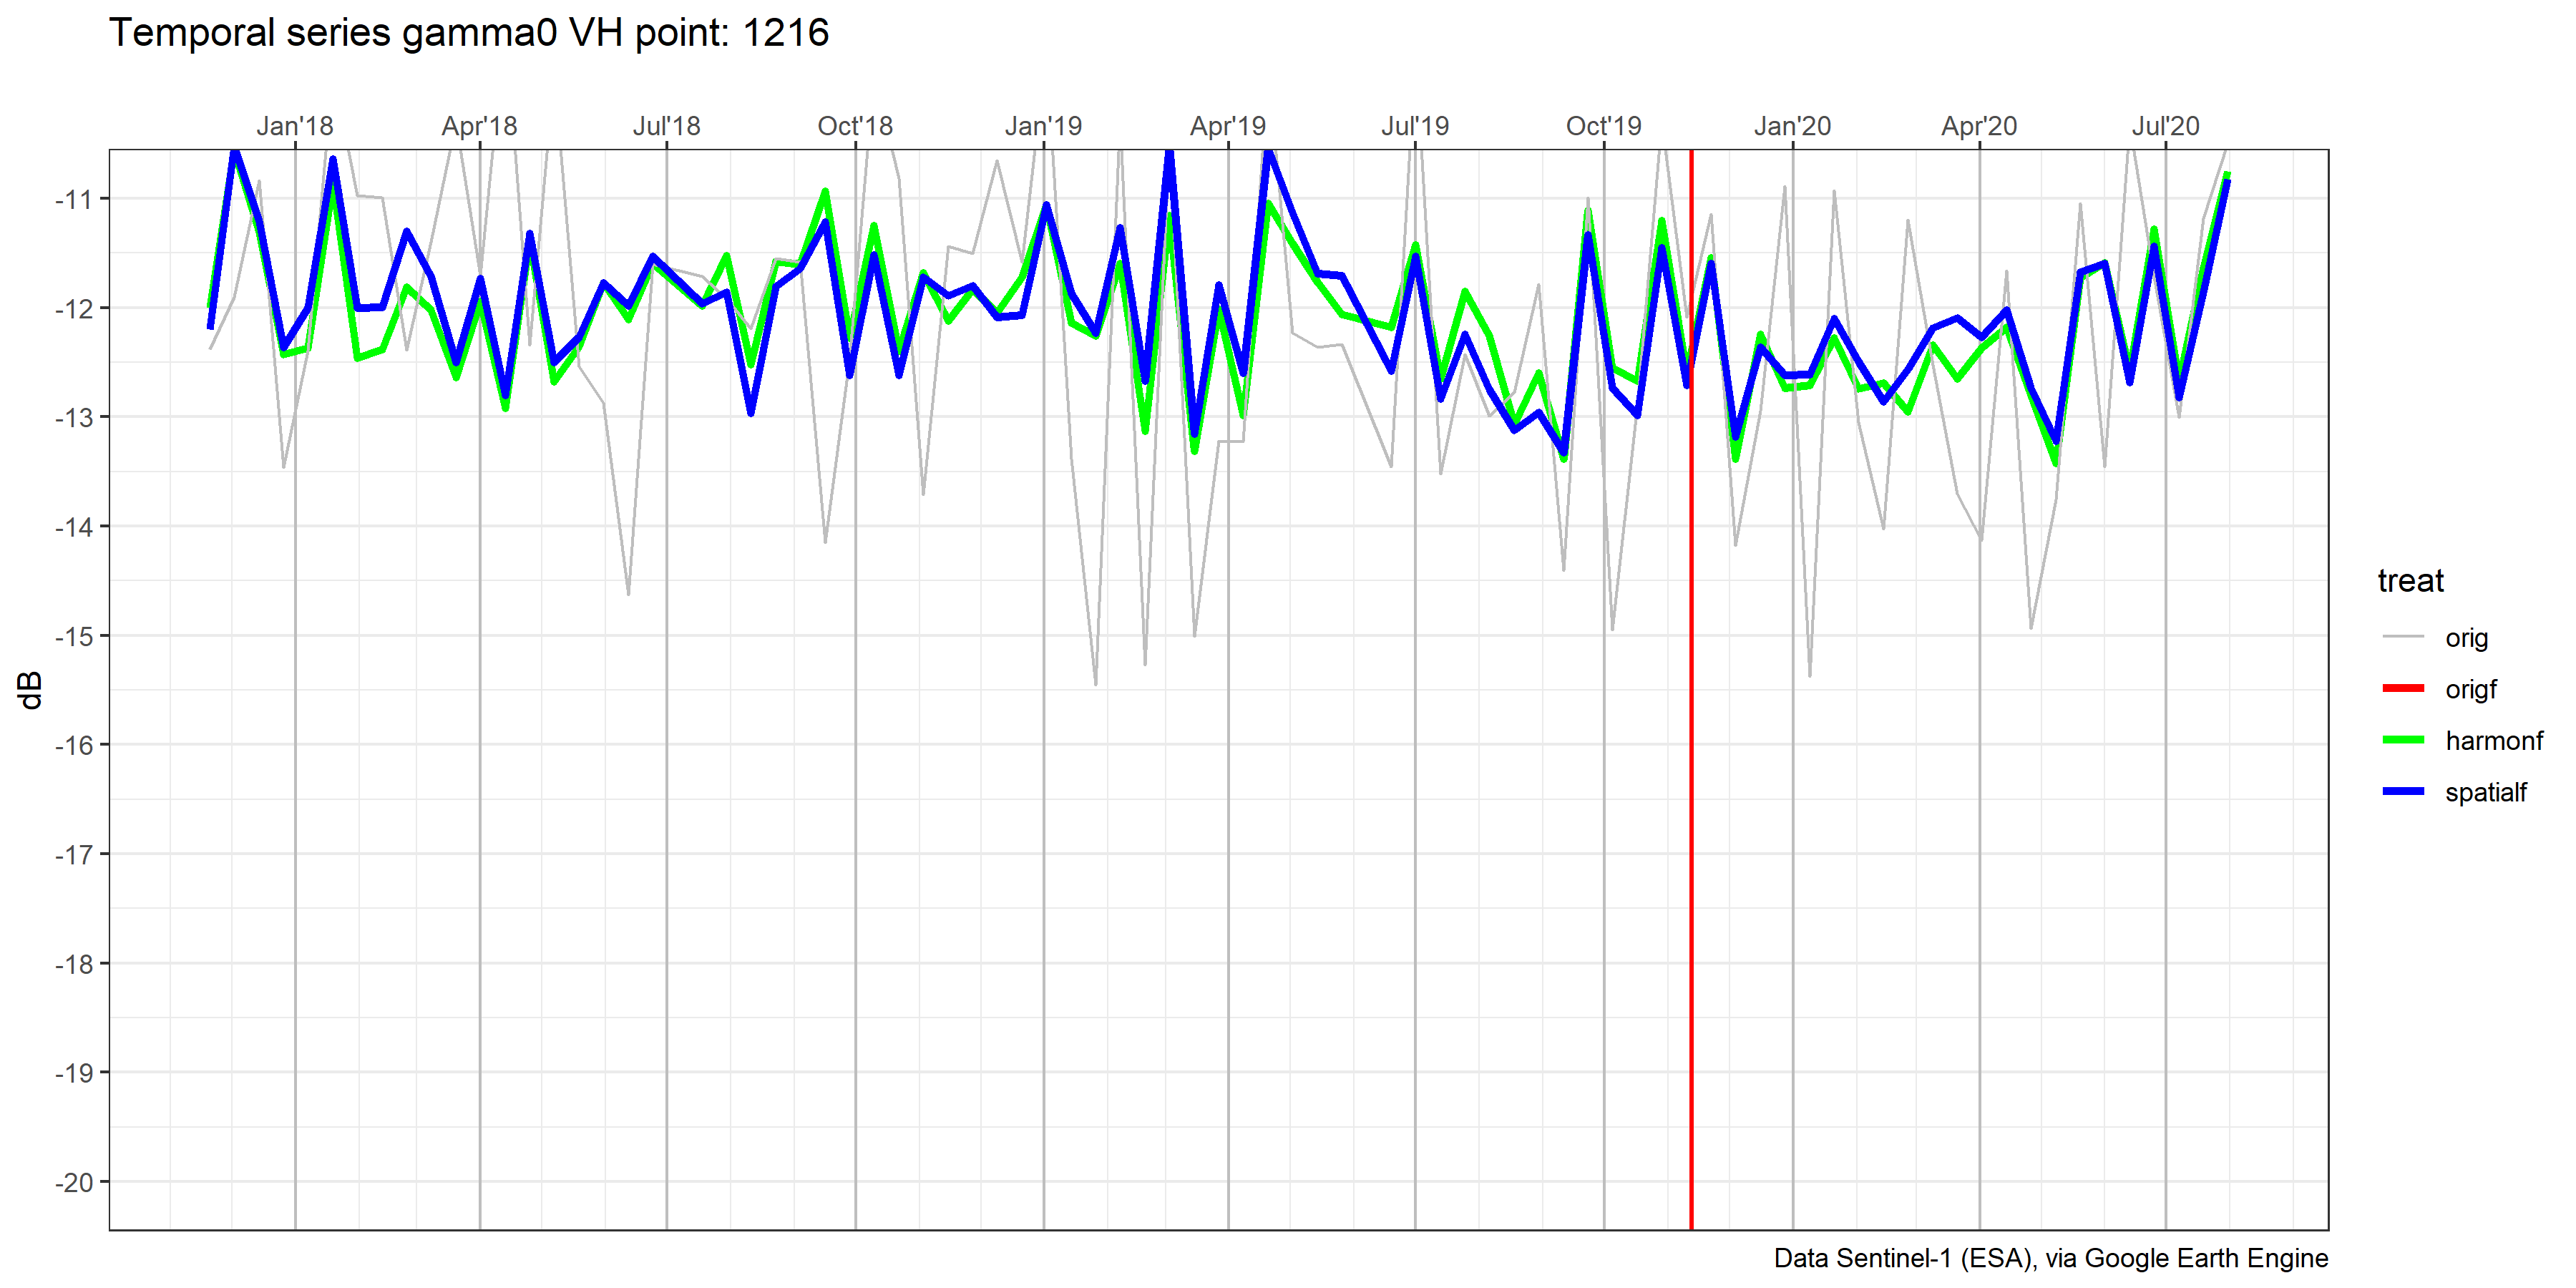 Temporal series gamma0 VH point: 1216
Jan'18 Apr'18 Jul'18 Oct'18 Jan'19 Apr'19 Jul'19 Oct'19 Jan'20 Apr'20 Jul'20
-11
-12
-13
-14
-15
-16
-17
-18
-19
-20
dB
treat
orig
origf
harmonf
spatialf
Data Sentinel-1 (ESA), via Google Earth Engine